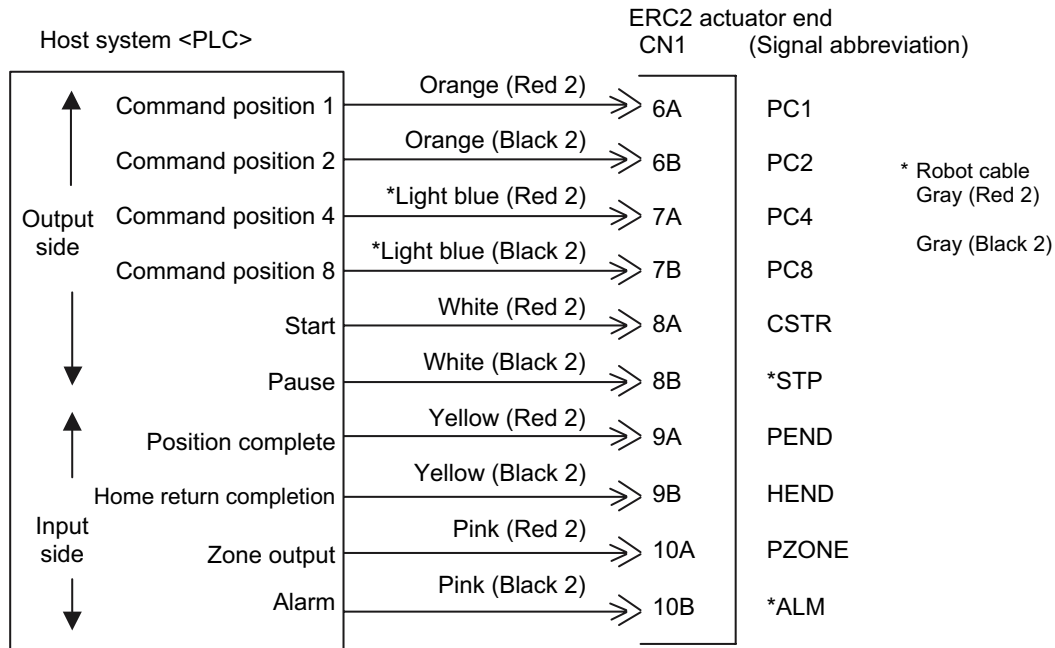 ERC2 actuator end
Host system <PLC>
CN1 (Signal abbreviation)
Command position 1 Orange (Red 2) 6A PC1
Command position 2 Orange (Black 2) 6B PC2
* Robot cable
Gray (Red 2)
Output
side
Command position 4 *Light blue (Red 2) 7A PC4
Gray (Black 2)
Command position 8 *Light blue (Black 2) 7B PC8
Start White (Red 2) 8A CSTR
Pause White (Black 2) 8B *STP
Position complete Yellow (Red 2) 9A PEND
Home return completion Yellow (Black 2) 9B HEND
Input
side
Zone output Pink (Red 2) 10A PZONE
Alarm Pink (Black 2) 10B *ALM